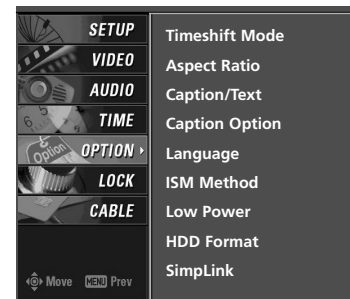 SETUP
VIDEO
AUDIO
TIME
OPTION
LOCK
CABLE
Move MENU Prev
Timeshift Mode
Aspect Ratio
Caption/Text
Caption Option
Language
ISM Method
Low Power
HDD Format
SimpLink
Option